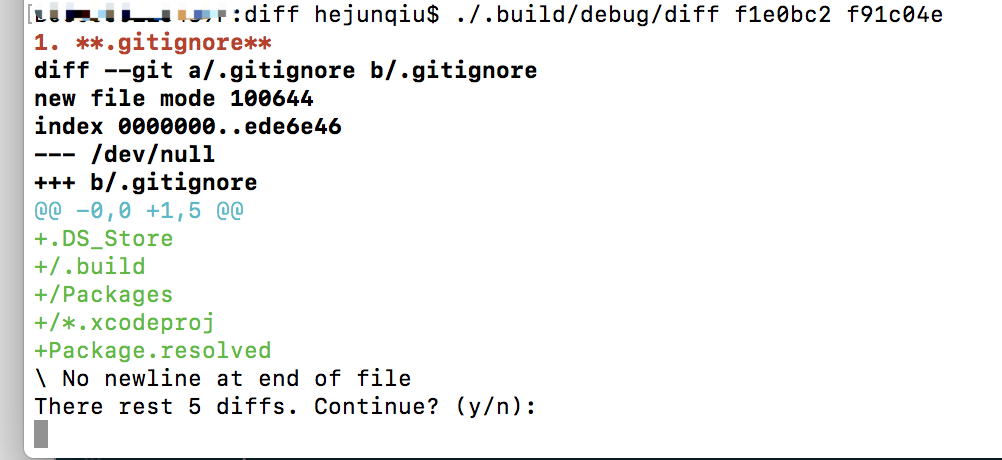 :diff hejunqiu$ ./.build/debug/diff f1e0bc2 f91c04e
1. **.gitignore**
diff --git a/.gitignore b/.gitignore
new file mode 100644
index 0000000..ede6e46
--- /dev/null
+++ b/.gitignore
@@ -0,0 +1,5 @@
+.DS_Store
+/.build
+/Packages
+/*.xcodeproj
+Package.resolved
\ No newline at end of file
There rest 5 diffs. Continue? (y/n):